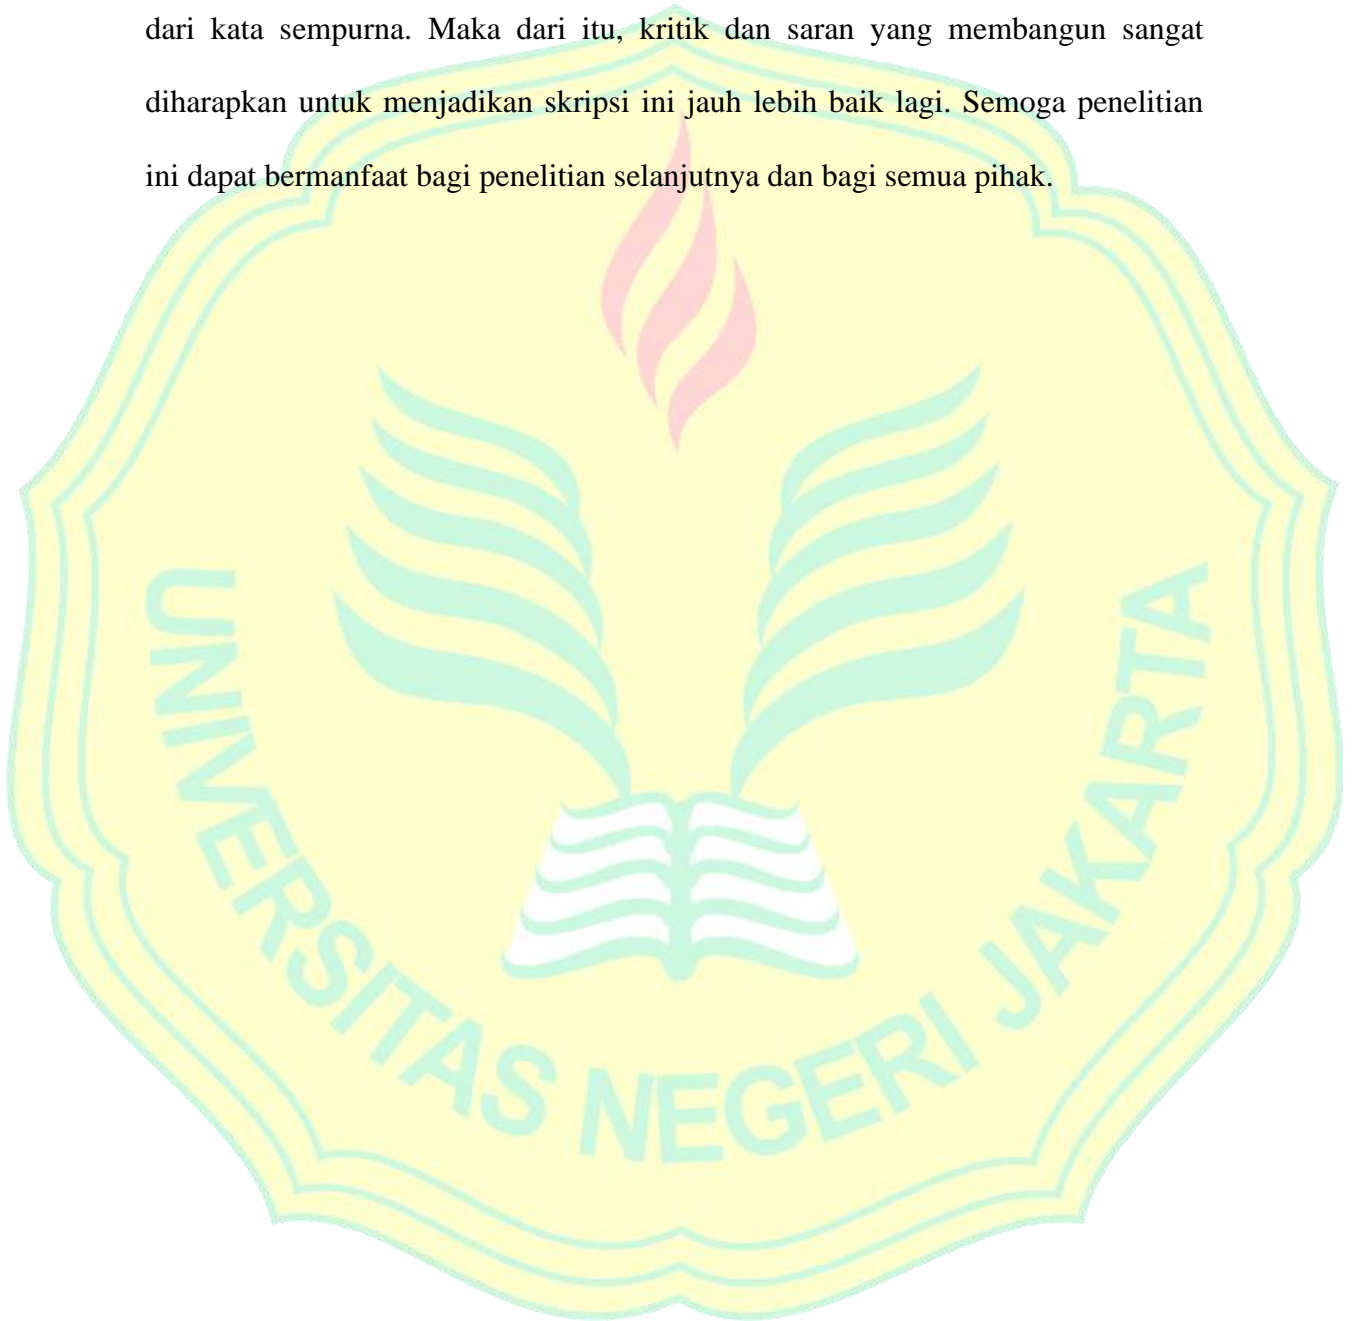 dari kata sempurna. Maka dari itu, kritik dan saran yang membangun sangat
diharapkan untuk menjadikan skripsi ini jauh lebih baik lagi. Semoga penelitian
ini dapat bermanfaat bagi penelitian selanjutnya dan bagi semua pihak.
UNIVERSITAS NEGERI JAKARTA